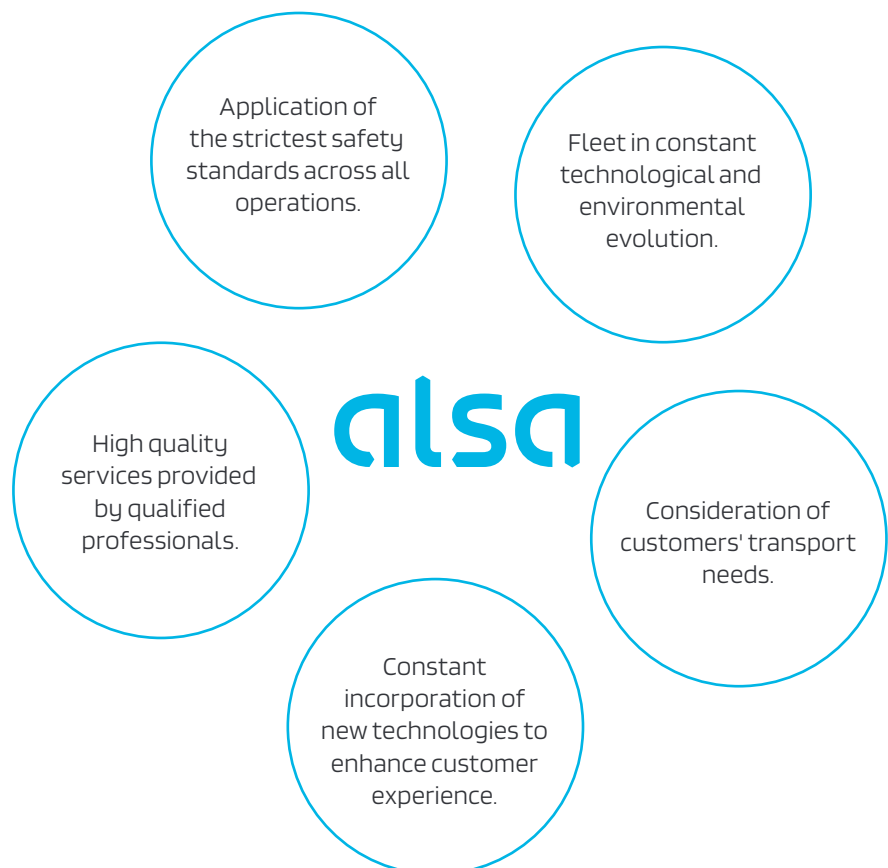 Application of
the strictest safety
standards across all
operations.
Fleet in constant
technological and
environmental
evolution.
alsa
High quality
services provided
by qualified
professionals.
Consideration of
customers' transport
needs.
Constant
incorporation of
new technologies to
enhance customer
experience.